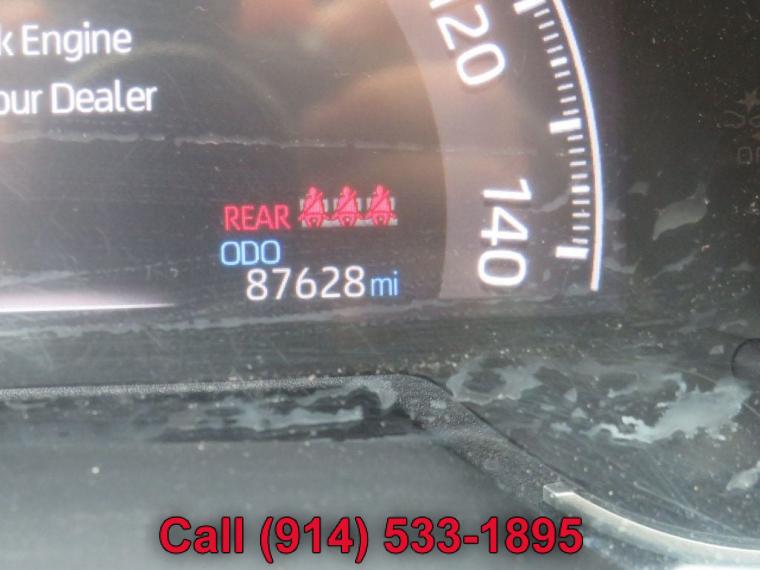 k Engine
our Dealer
120
140
REAR
ODO
87628 mi
Call (914) 533-1895